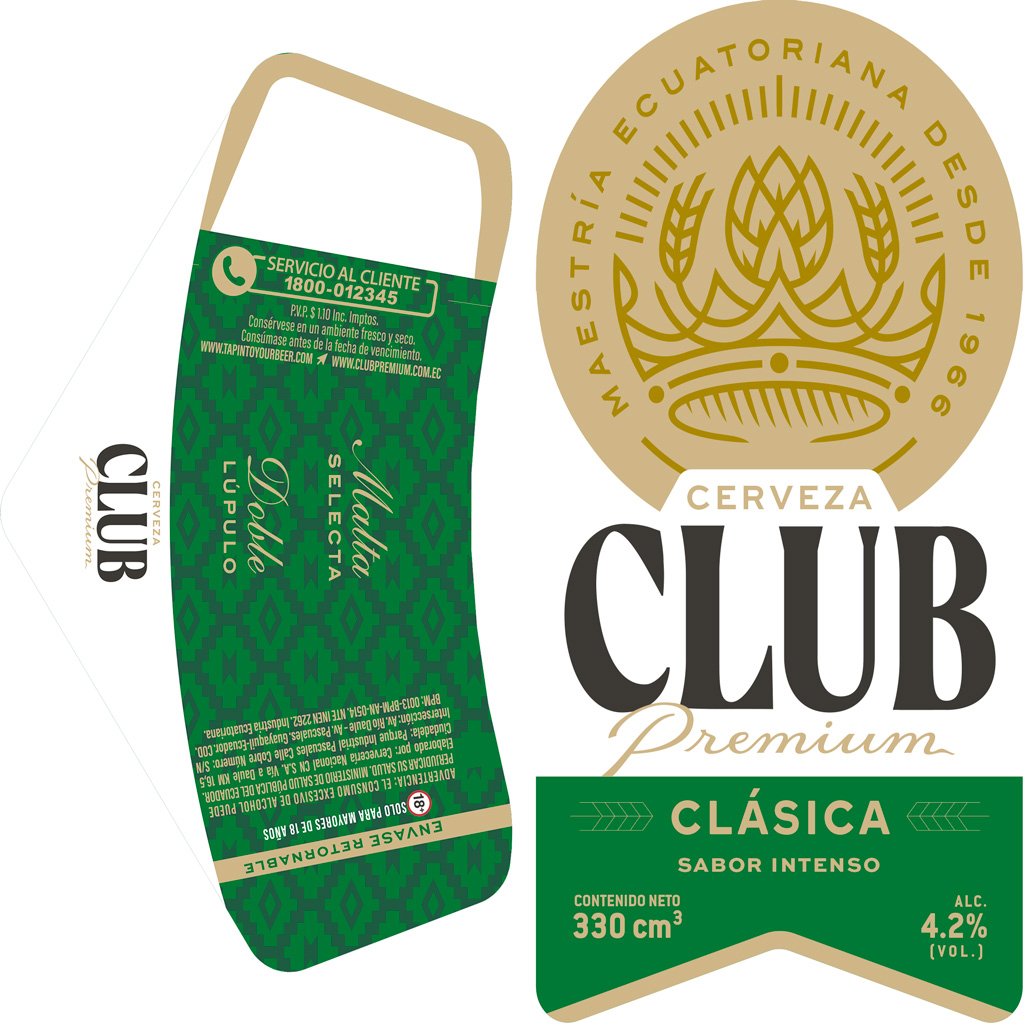 SERVICIO AL CLIENTE
1800-012345
P.V.P. $ 1.10 Inc. Imptos.
Consérvese en un ambiente fresco y seco.
Consúmase antes de la fecha de vencimiento.
WWW.TAPINTOYOURBEER.COM WWW.CLUBPREMIUM.COM.EC
Malta
SELECTA
Doble
LÚPULO
CERVEZA
CLUB
Premium
ENVASE RETORNABLE
18+ SOLO PARA MAYORES DE 18 AÑOS
ADVERTENCIA: EL CONSUMO EXCESIVO DE ALCOHOL PUEDE
PERJUDICAR SU SALUD. MINISTERIO DE SALUD PÚBLICA DEL ECUADOR.
Elaborado por: Cervecería Nacional CN S.A. Vía a Daule KM 16,5
Ciudadela: Parque Industrial Pascuales Calle Cobre Número: S/N
Intersección: Av. Río Daule - Av. Pascuales. Guayaquil-Ecuador. COD.
BPM: 0013-BPM-AN-0514. NTE INEN 2262. Industria Ecuatoriana.
MAESTRÍA ECUATORIANA DESDE 1966
CERVEZA
CLUB
Premium
CLÁSICA
SABOR INTENSO
CONTENIDO NETO
330 cm³
ALC.
4.2%
(VOL.)